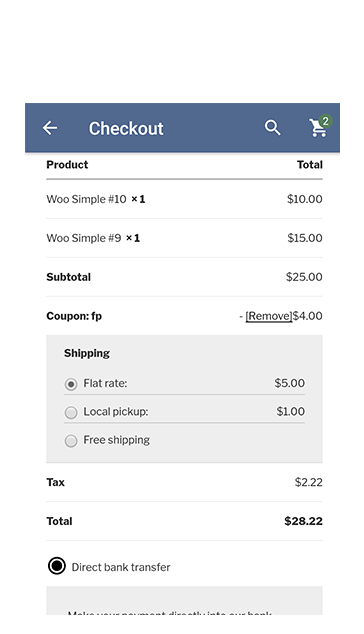 Checkout 2
Product Total
Woo Simple #10 ×1 $10.00
Woo Simple #9 ×1 $15.00
Subtotal $25.00
Coupon: fp - [Remove]$4.00
Shipping
Flat rate: $5.00
Local pickup: $1.00
Free shipping
Tax $2.22
Total $28.22
Direct bank transfer
Make your payment directly into our bank